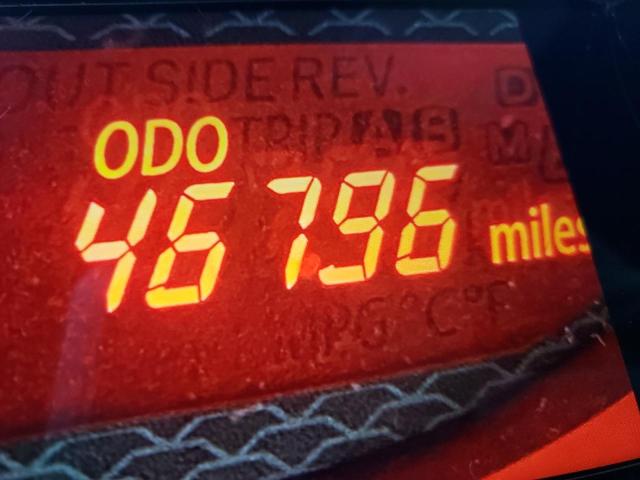 OUTSIDE REV.
ODO TRIP A B
46796 miles
MPG °C°F